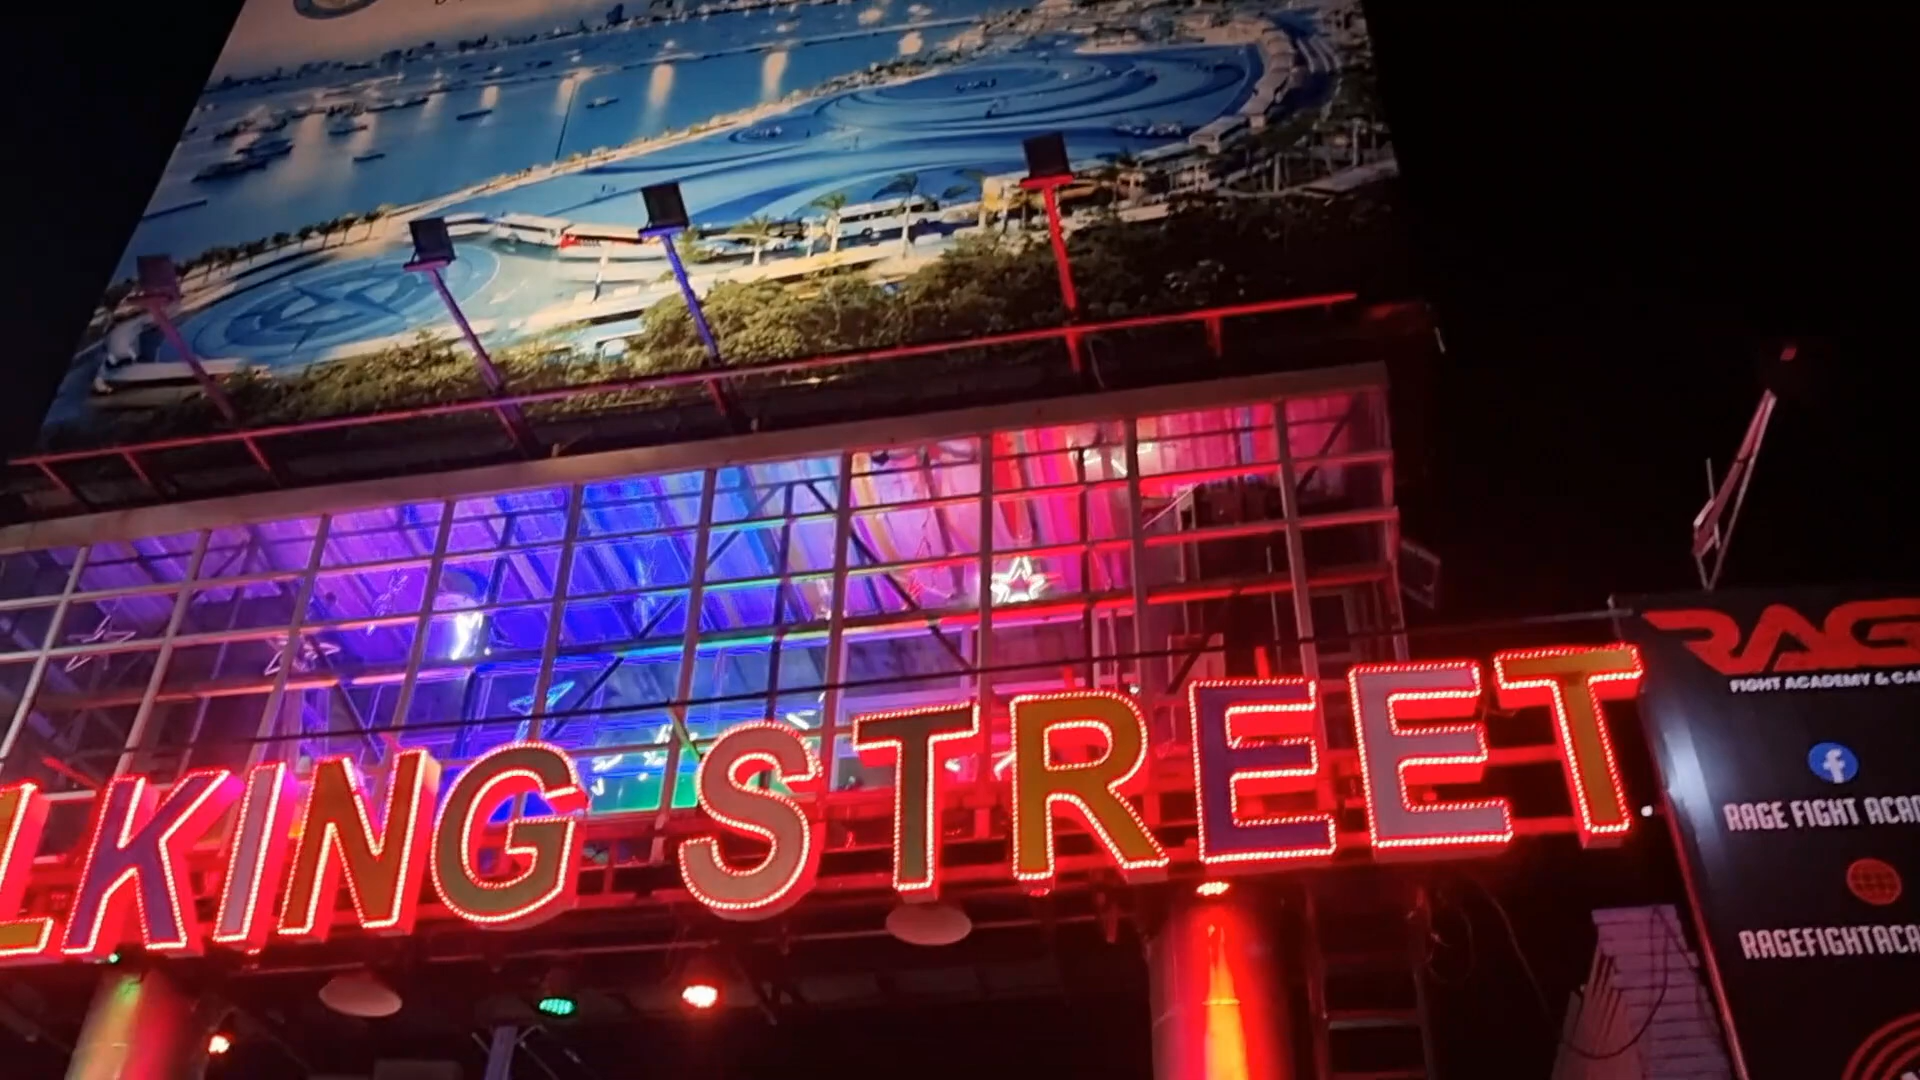 LKING STREET
RAG
FIGHT ACADEMY & CA
RAGE FIGHT ACA
RAGEFIGHTACA